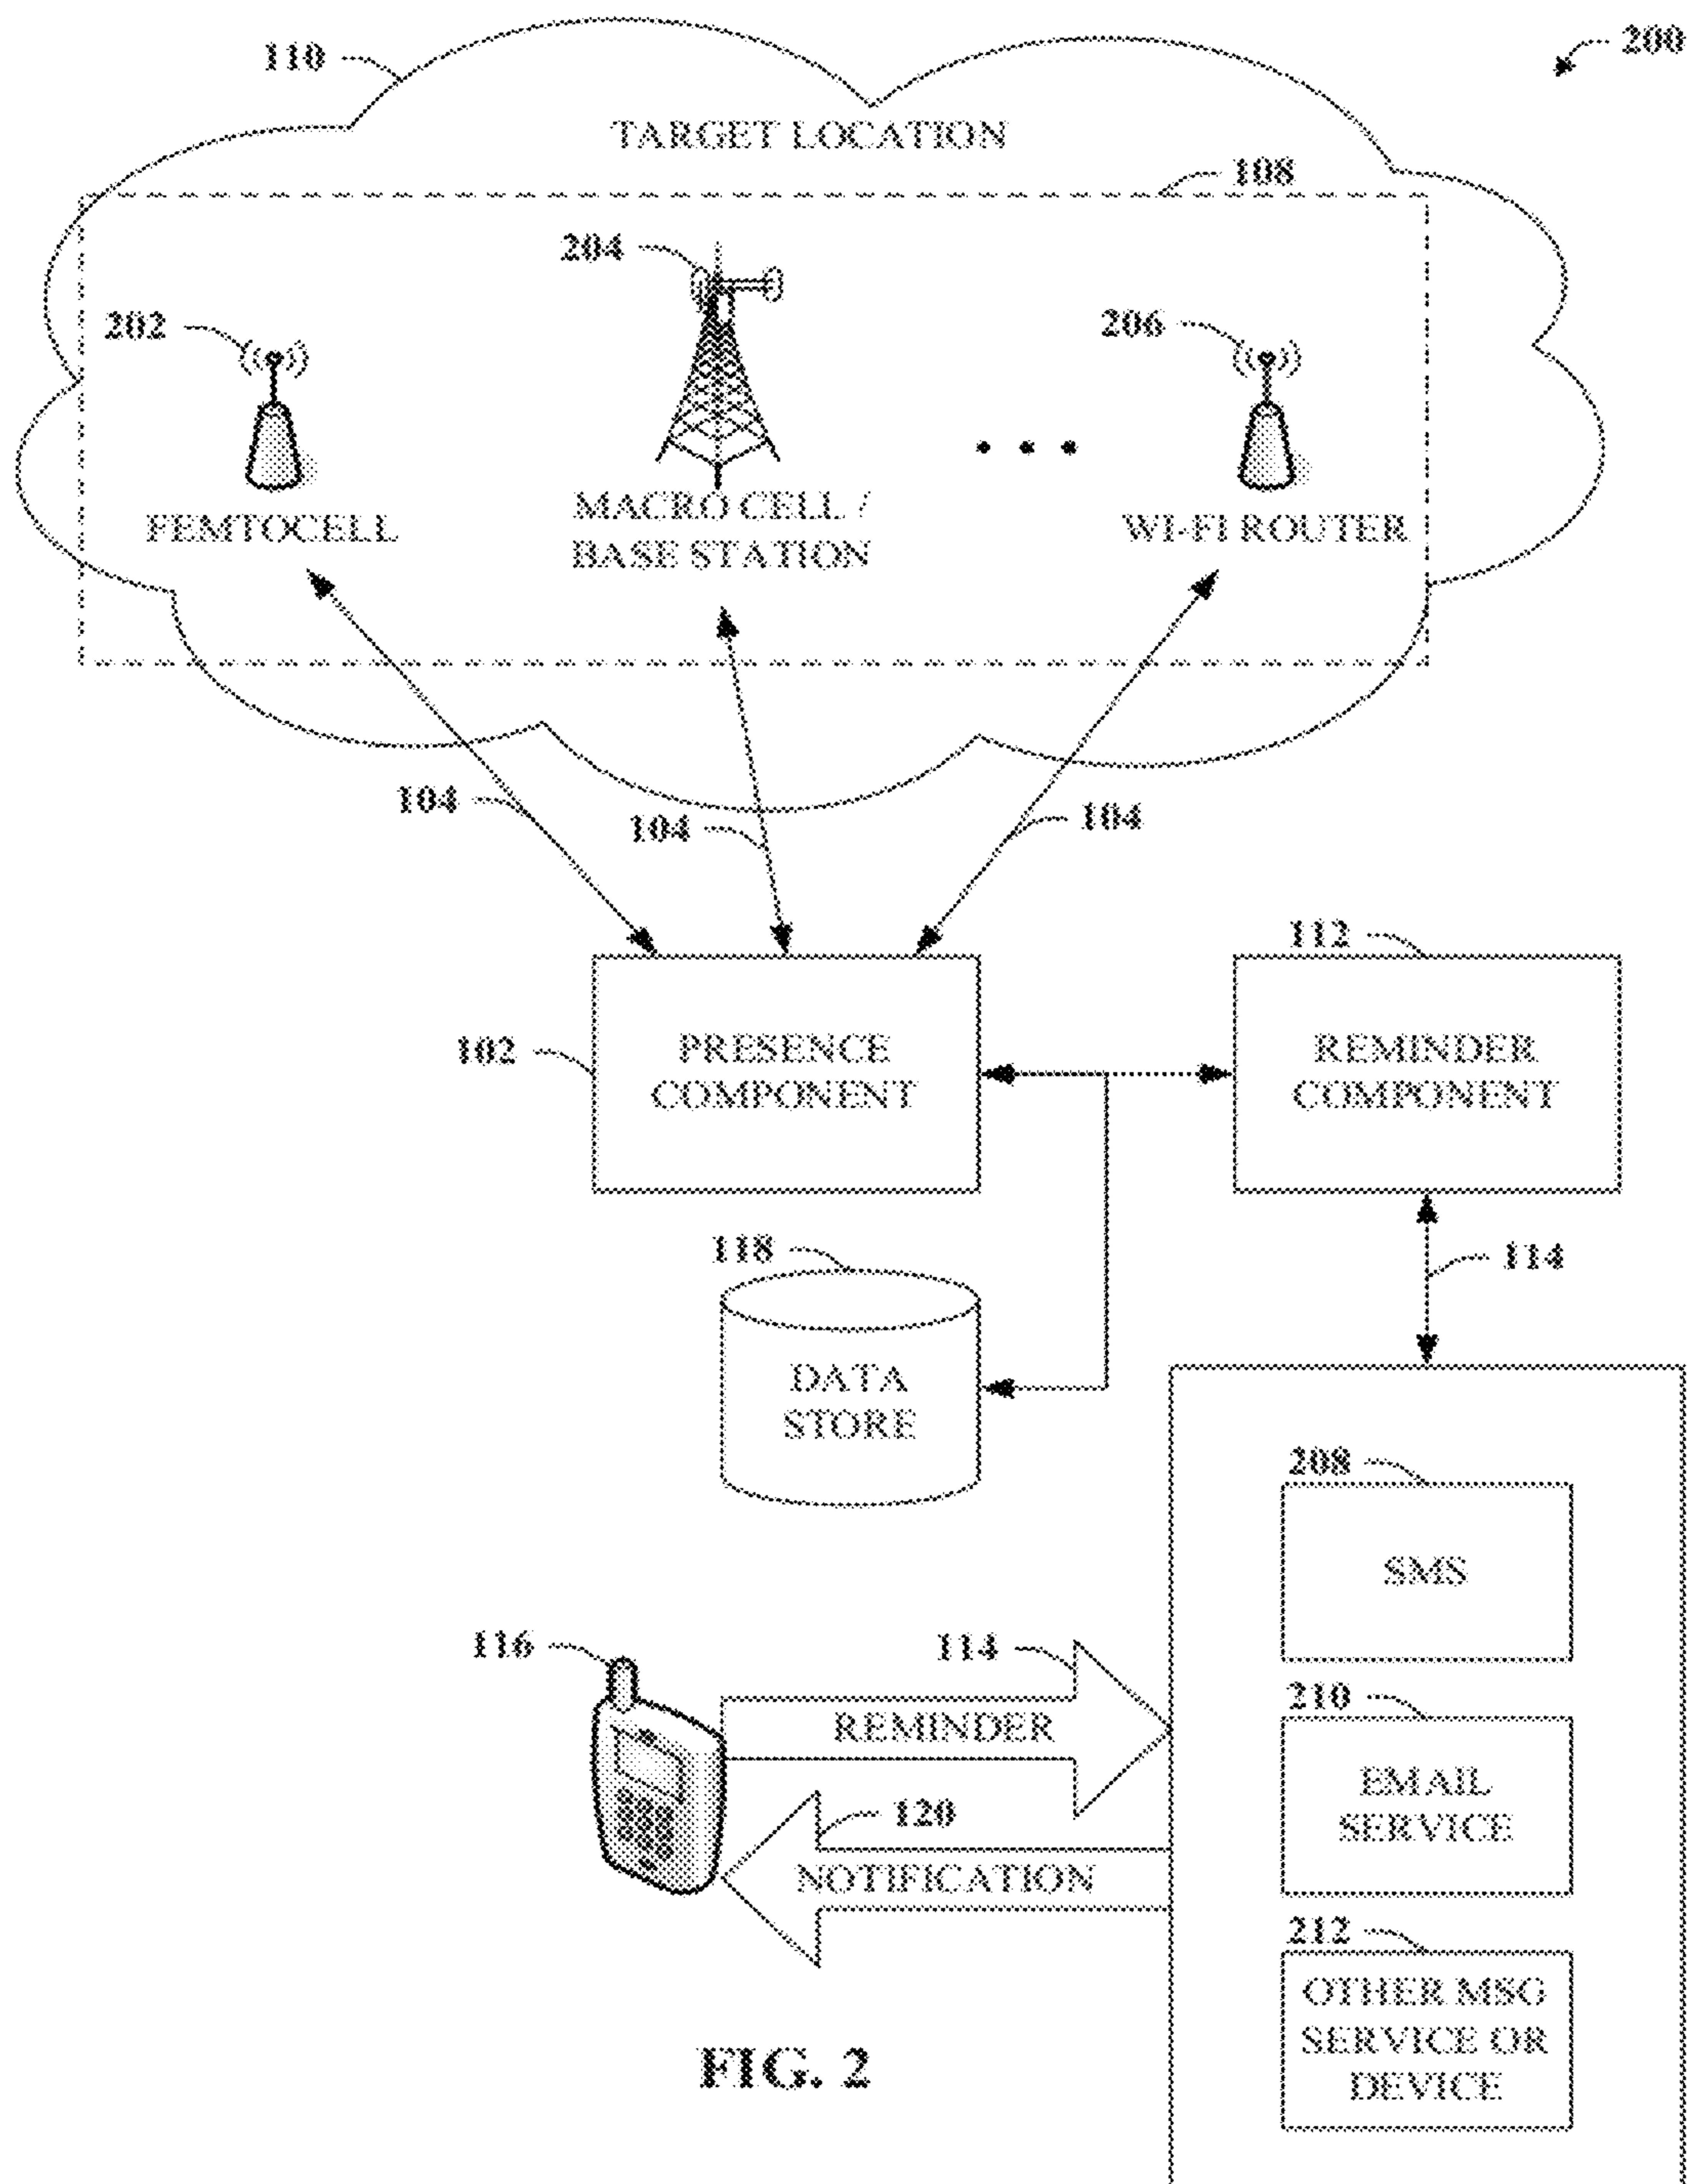 110
200
TARGET LOCATION
108
204
202
206
FEMTOCELL
MACRO CELL /
BASE STATION
WI-FI ROUTER
104
104
104
112
102
PRESENCE
COMPONENT
REMINDER
COMPONENT
118
114
DATA
STORE
208
SMS
116
114
REMINDER
210
EMAIL
SERVICE
120
NOTIFICATION
212
OTHER MSG
SERVICE OR
DEVICE
FIG. 2